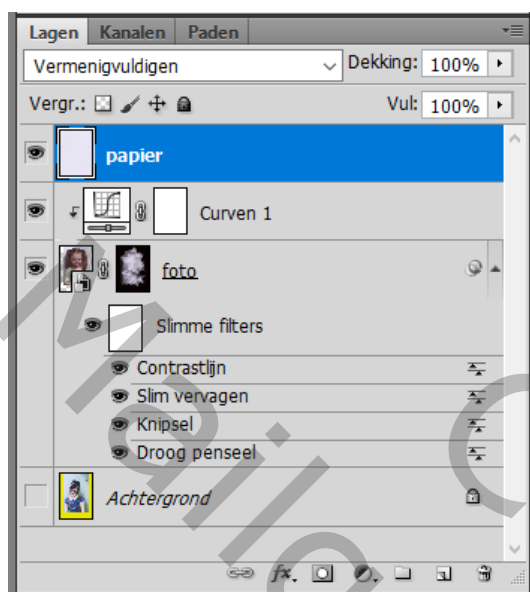 Lagen Kanalen Paden
Vermenigvuldigen Dekking: 100%
Vergr.: Vul: 100%
papier
Curven 1
foto
Slimme filters
Contrastlijn
Slim vervagen
Knipsel
Droog penseel
Achtergrond
fx.